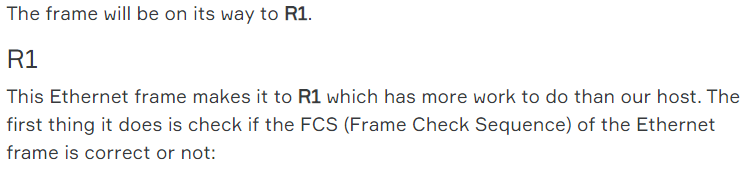 The frame will be on its way to R1.
R1
This Ethernet frame makes it to R1 which has more work to do than our host. The
first thing it does is check if the FCS (Frame Check Sequence) of the Ethernet
frame is correct or not: